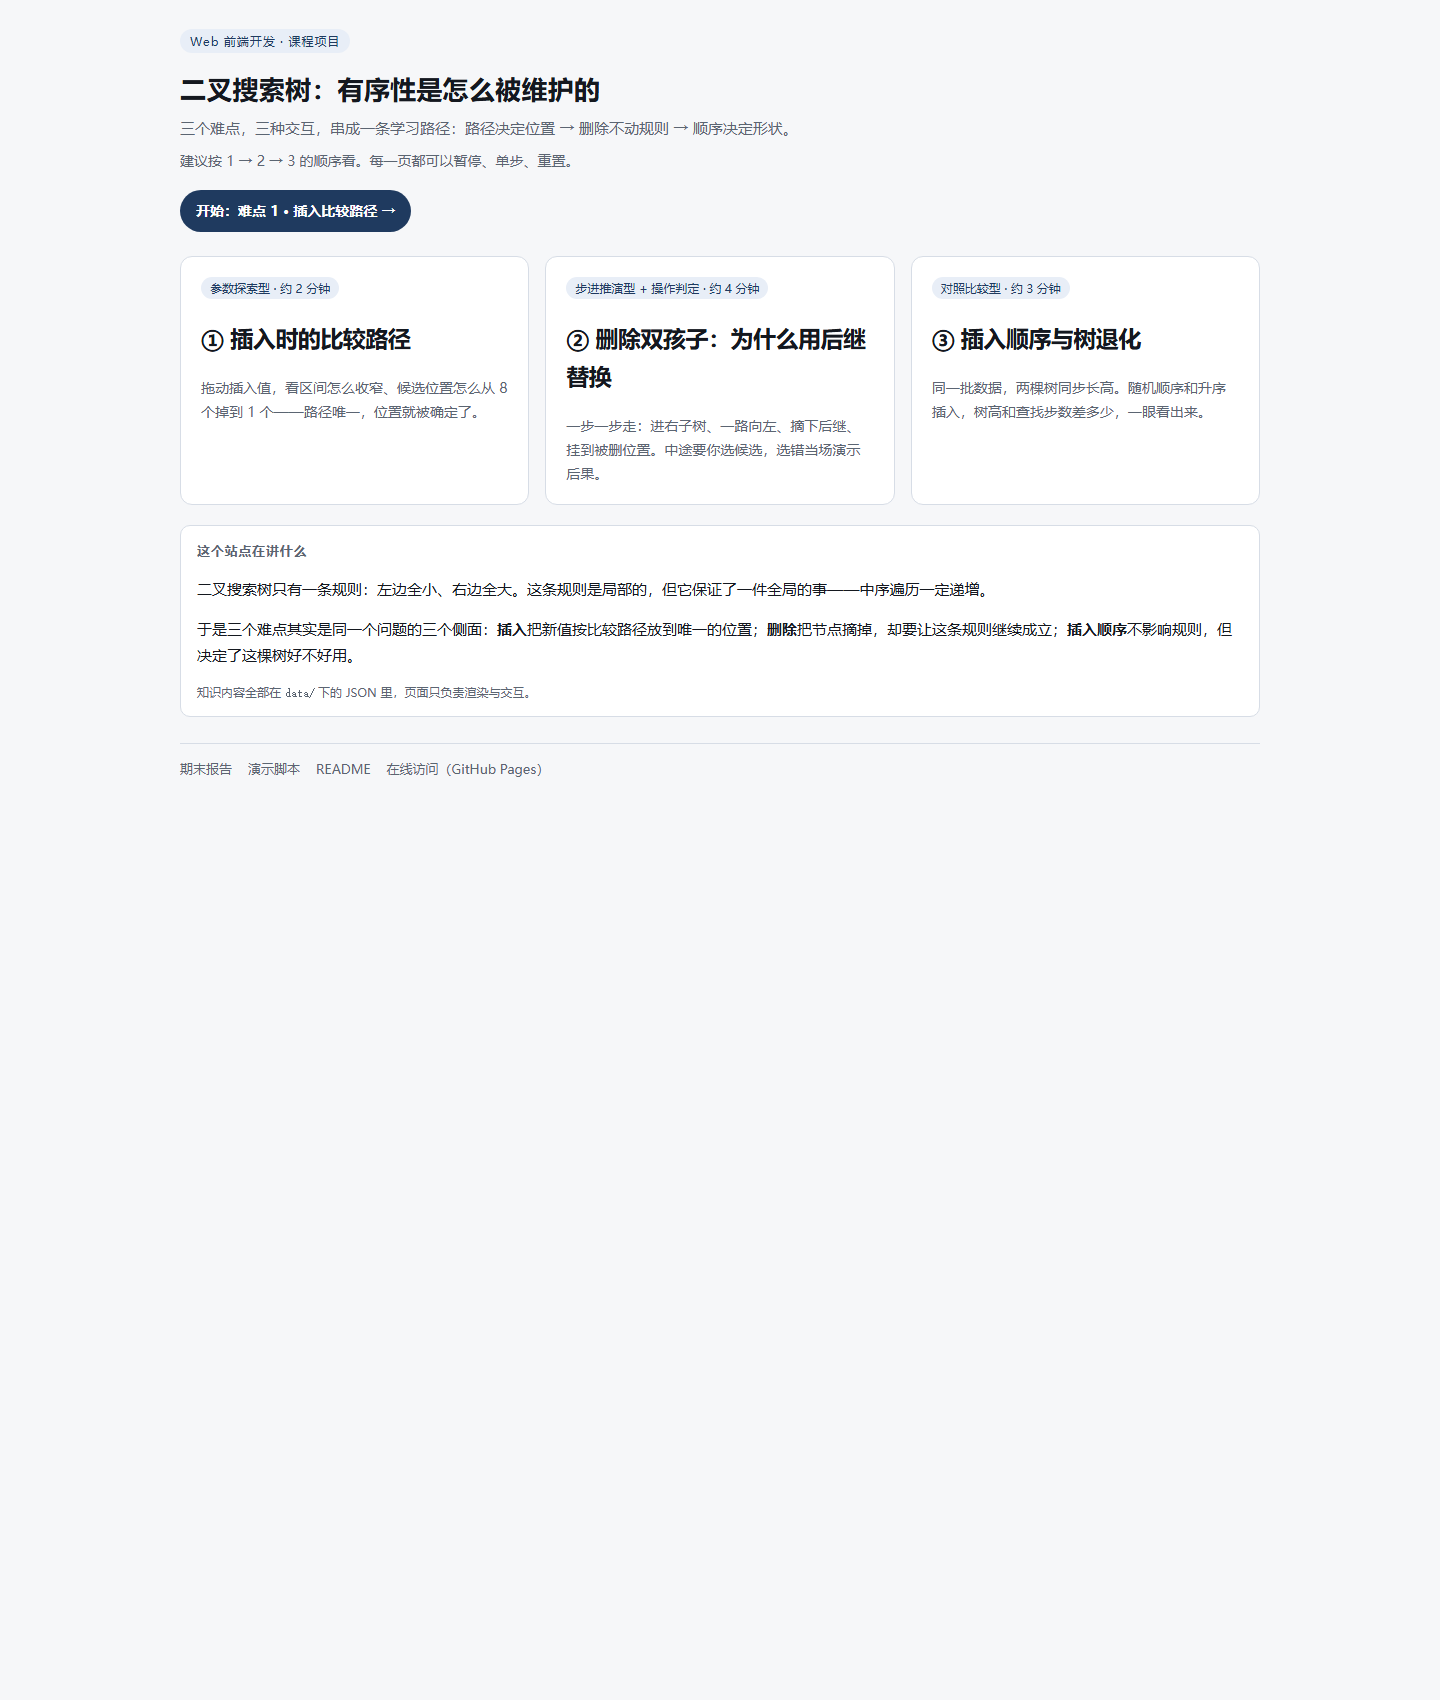 Web 前端开发 · 课程项目
二叉搜索树：有序性是怎么被维护的
三个难点，三种交互，串成一条学习路径：路径决定位置 → 删除不动规则 → 顺序决定形状。
建议按 1 → 2 → 3 的顺序看。每一页都可以暂停、单步、重置。
开始：难点 1 • 插入比较路径 →
参数探索型 · 约 2 分钟
① 插入时的比较路径
拖动插入值，看区间怎么收窄、候选位置怎么从 8
个掉到 1 个——路径唯一，位置就被确定了。
步进推演型 + 操作判定 · 约 4 分钟
② 删除双孩子：为什么用后继
替换
一步一步走：进右子树、一路向左、摘下后继、
挂到被删位置。中途要你选候选，选错当场演示
后果。
对照比较型 · 约 3 分钟
③ 插入顺序与树退化
同一批数据，两棵树同步长高。随机顺序和升序
插入，树高和查找步数差多少，一眼看出来。
这个站点在讲什么
二叉搜索树只有一条规则：左边全小、右边全大。这条规则是局部的，但它保证了一件全局的事——中序遍历一定递增。
于是三个难点其实是同一个问题的三个侧面：插入把新值按比较路径放到唯一的位置；删除把节点摘掉，却要让这条规则继续成立；插入顺序不影响规则，但
决定了这棵树好不好用。
知识内容全部在 data/ 下的 JSON 里，页面只负责渲染与交互。
期末报告 演示脚本 README 在线访问（GitHub Pages）